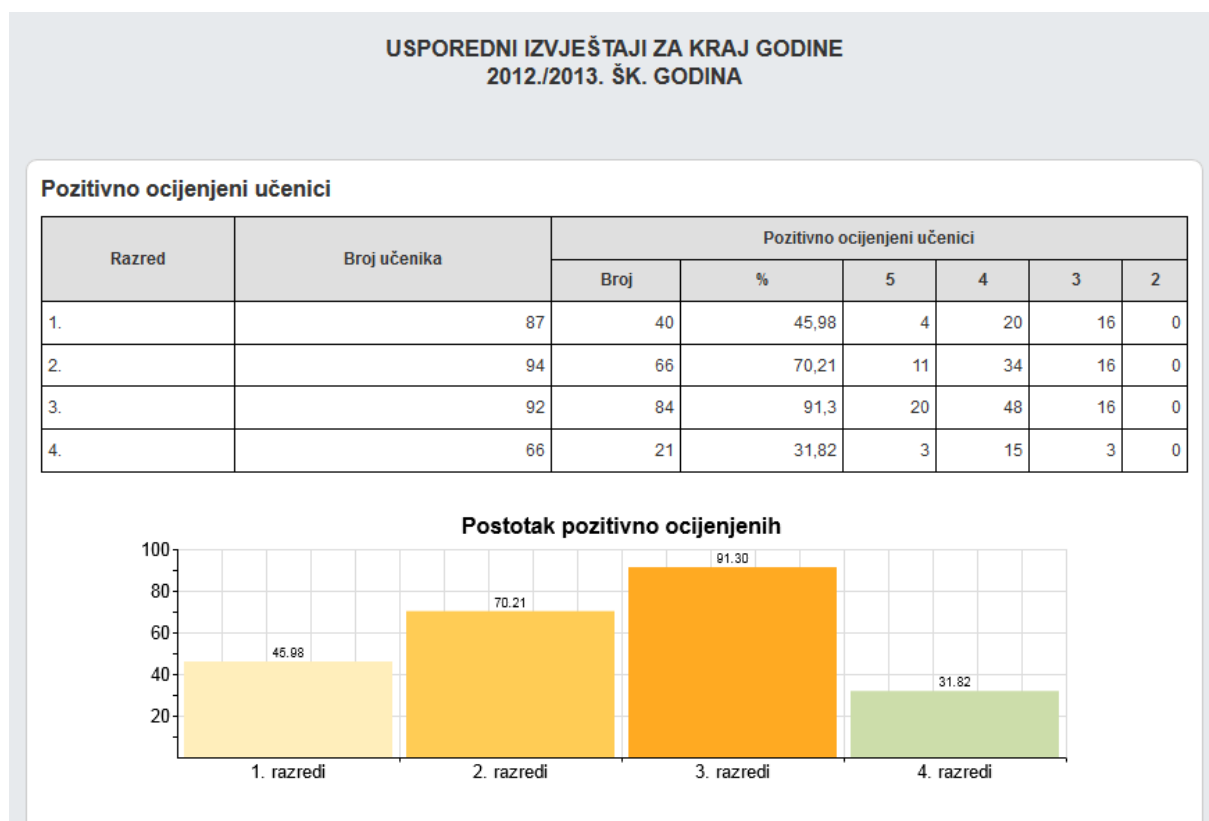 USPOREDNI IZVJEŠTAJI ZA KRAJ GODINE
2012./2013. ŠK. GODINA
Pozitivno ocijenjeni učenici
Razred Broj učenika Pozitivno ocijenjeni učenici
Broj % 5 4 3 2
1. 87 40 45,98 4 20 16 0
2. 94 66 70,21 11 34 16 0
3. 92 84 91,3 20 48 16 0
4. 66 21 31,82 3 15 3 0
Postotak pozitivno ocijenjenih
100
91.30
80
70.21
60
45.98
40
31.82
20
1. razredi 2. razredi 3. razredi 4. razredi